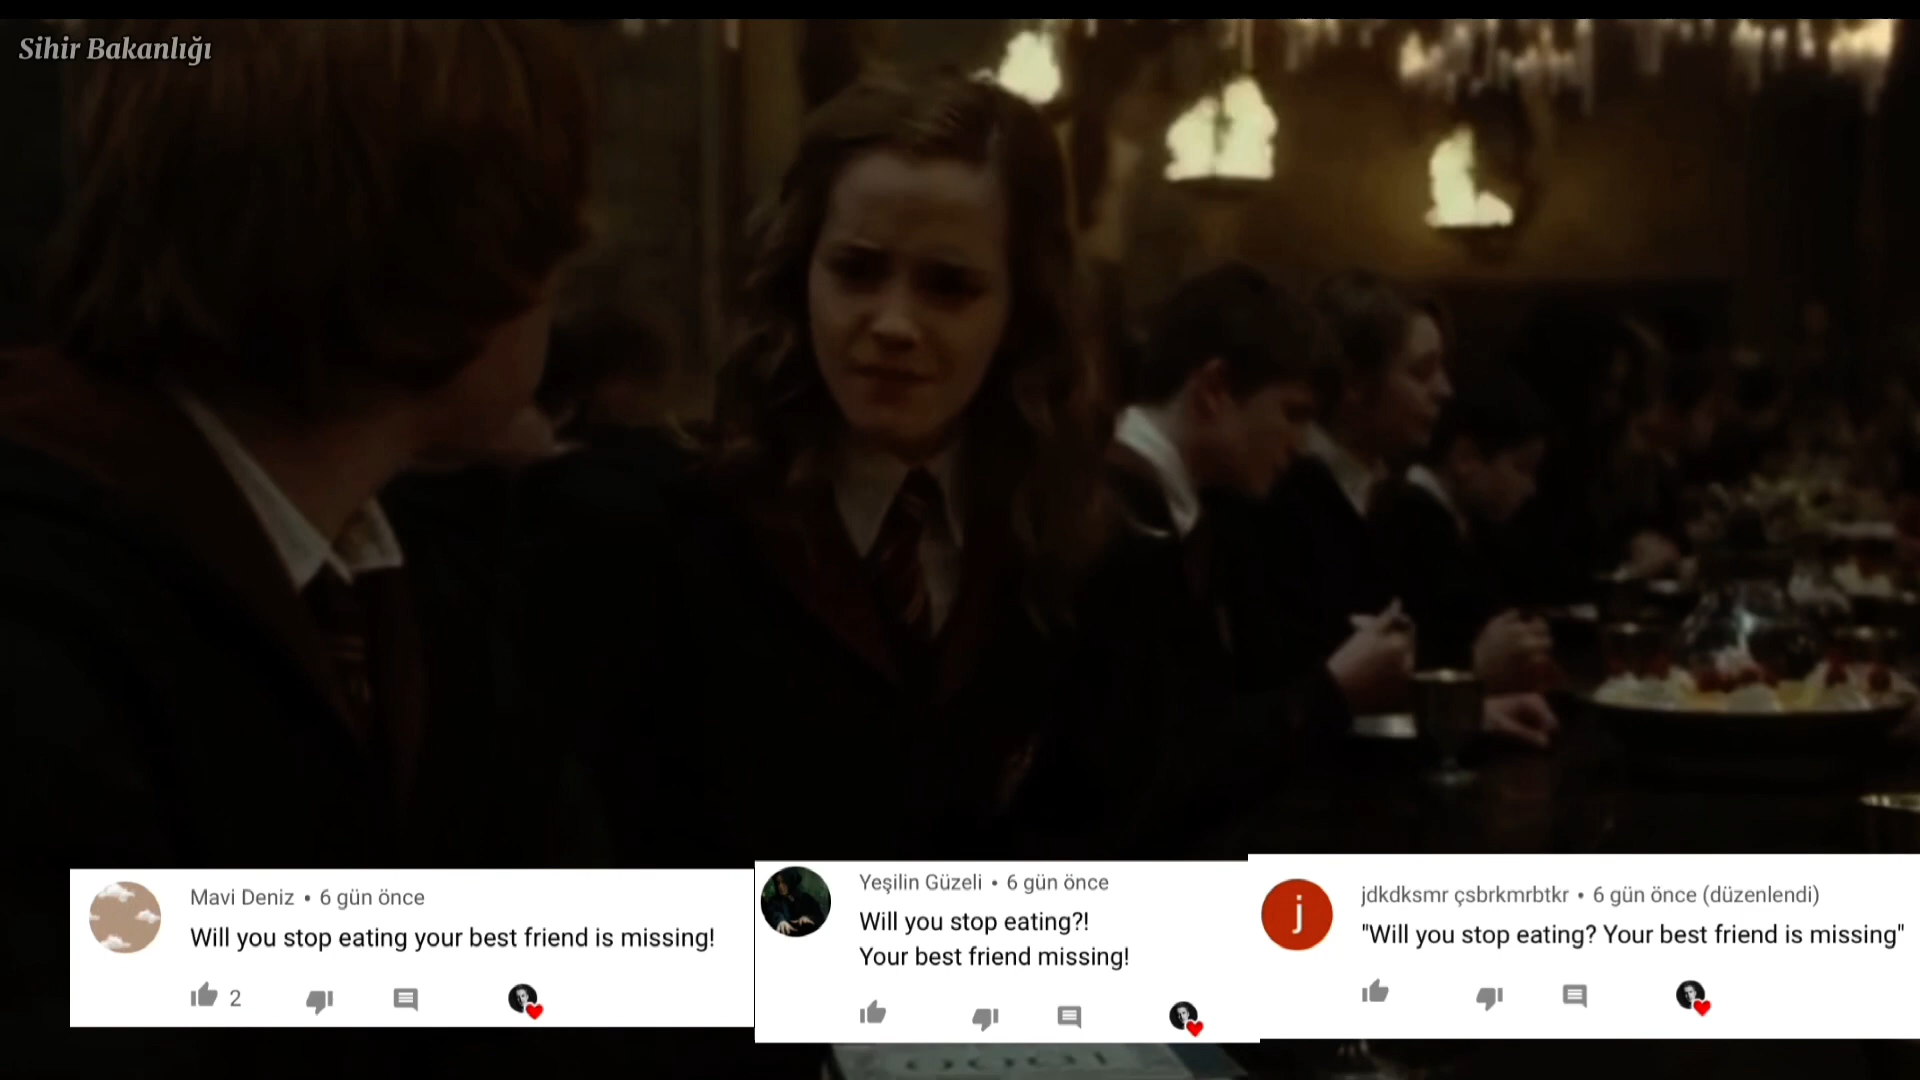 Sihir Bakanlığı
Mavi Deniz • 6 gün önce
Will you stop eating your best friend is missing!
2
Yeşilin Güzeli • 6 gün önce
Will you stop eating?!
Your best friend missing!
j
jdkdksmr çsbrkmrbtkr • 6 gün önce (düzenlendi)
"Will you stop eating? Your best friend is missing"